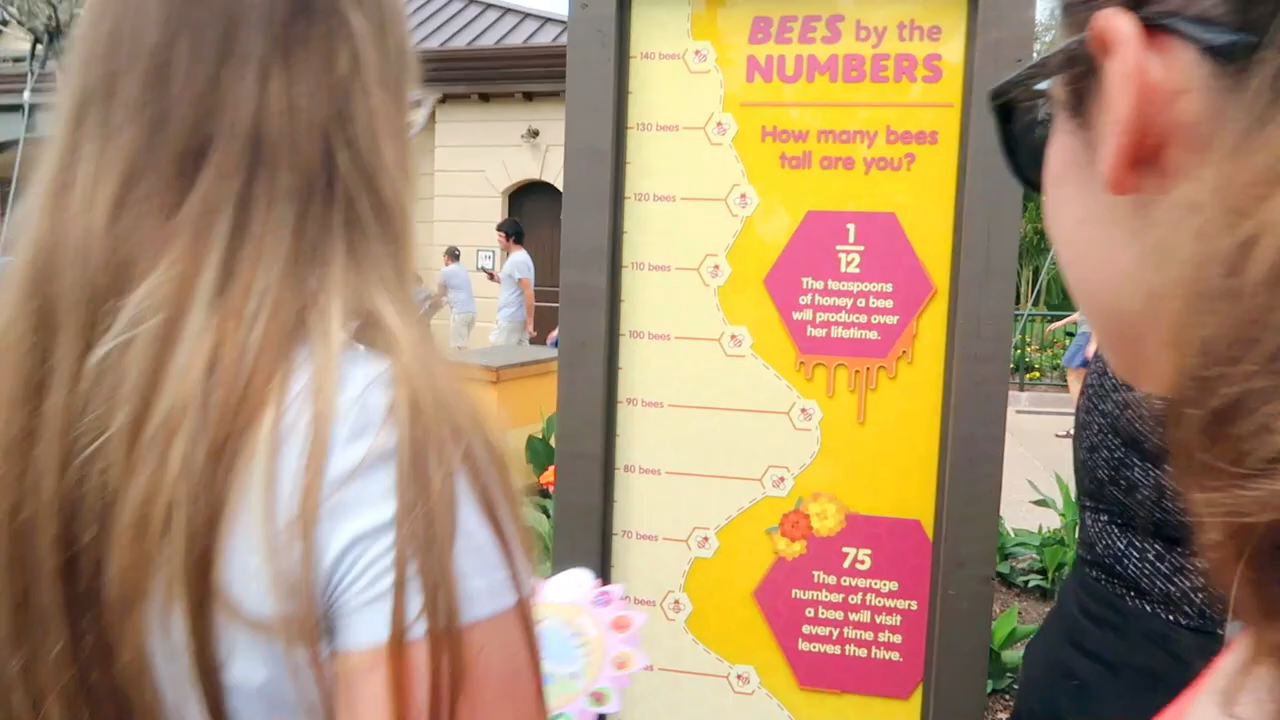 BEES by the
NUMBERS
How many bees
tall are you?
140 bees
130 bees
120 bees
110 bees
100 bees
90 bees
80 bees
70 bees
1
12
The teaspoons
of honey a bee
will produce over
her lifetime.
75
The average
number of flowers
a bee will visit
every time she
leaves the hive.